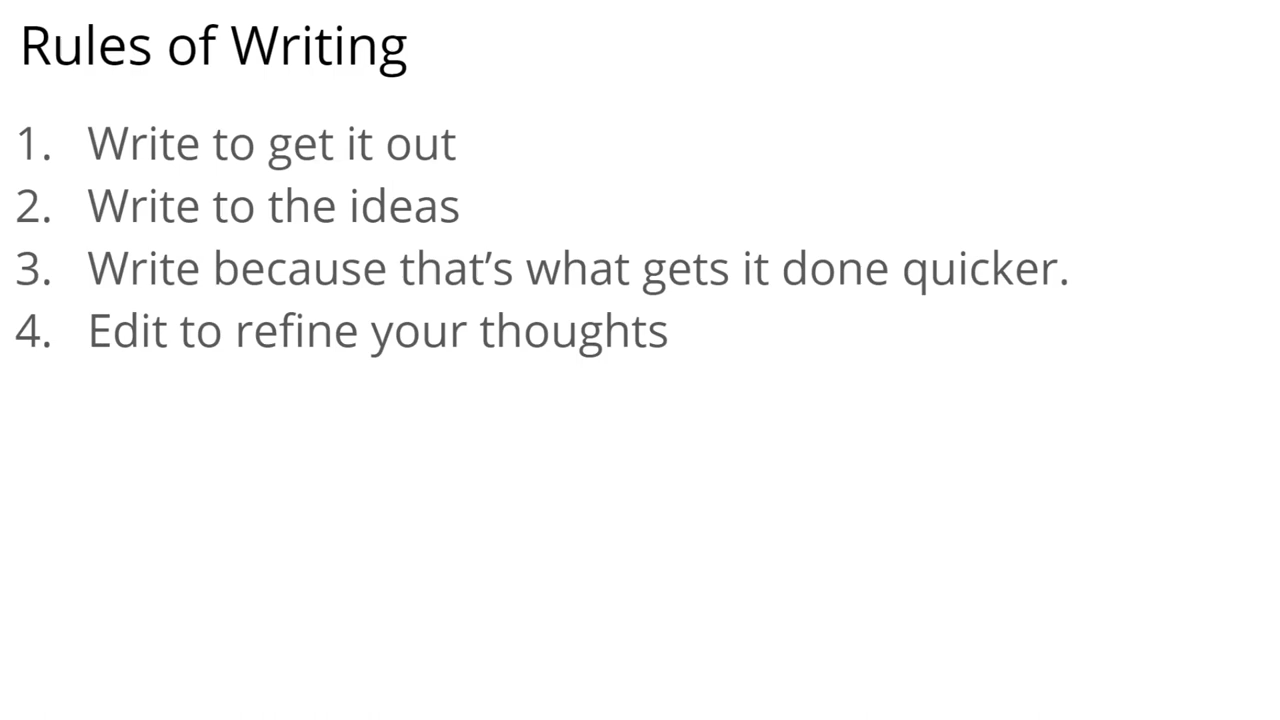 Rules of Writing
1. Write to get it out
2. Write to the ideas
3. Write because that’s what gets it done quicker.
4. Edit to refine your thoughts